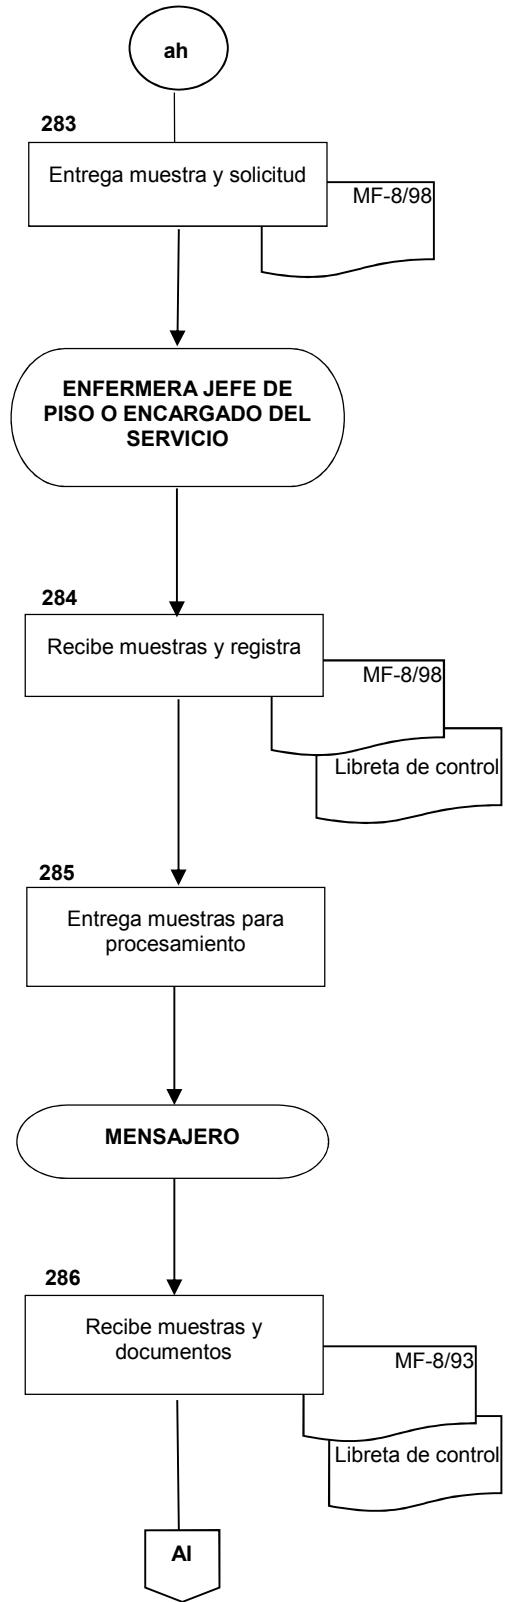 ah
283
Entrega muestra y solicitud
MF-8/98
ENFERMERA JEFE DE
PISO O ENCARGADO DEL
SERVICIO
284
Recibe muestras y registra
MF-8/98
Libreta de control
285
Entrega muestras para
procesamiento
MENSAJERO
286
Recibe muestras y
documentos
MF-8/93
Libreta de control
AI